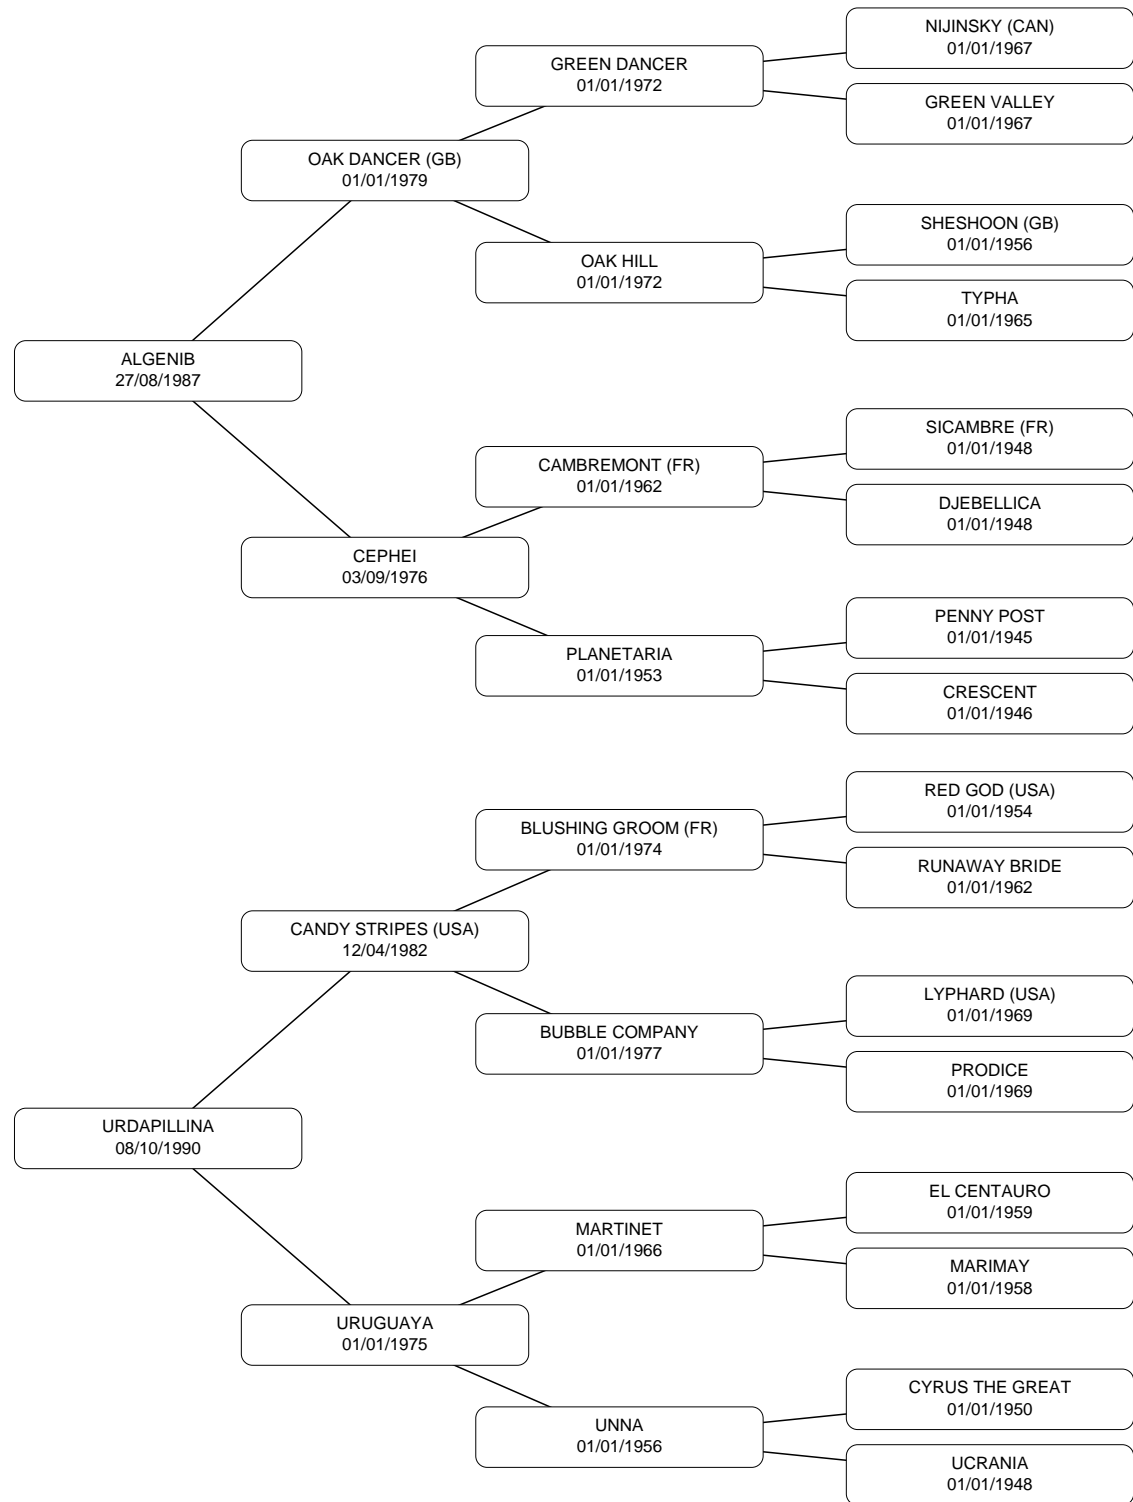 NIJINSKY (CAN)
01/01/1967
GREEN DANCER
01/01/1972
GREEN VALLEY
01/01/1967
OAK DANCER (GB)
01/01/1979
SHESHOON (GB)
01/01/1956
OAK HILL
01/01/1972
TYPHA
01/01/1965
ALGENIB
27/08/1987
SICAMBRE (FR)
01/01/1948
CAMBREMONT (FR)
01/01/1962
DJEBELLICA
01/01/1948
CEPHEI
03/09/1976
PENNY POST
01/01/1945
PLANETARIA
01/01/1953
CRESCENT
01/01/1946
RED GOD (USA)
01/01/1954
BLUSHING GROOM (FR)
01/01/1974
RUNAWAY BRIDE
01/01/1962
CANDY STRIPES (USA)
12/04/1982
LYPHARD (USA)
01/01/1969
BUBBLE COMPANY
01/01/1977
PRODICE
01/01/1969
URDAPILLINA
08/10/1990
EL CENTAURO
01/01/1959
MARTINET
01/01/1966
MARIMAY
01/01/1958
URUGUAYA
01/01/1975
CYRUS THE GREAT
01/01/1950
UNNA
01/01/1956
UCRANIA
01/01/1948